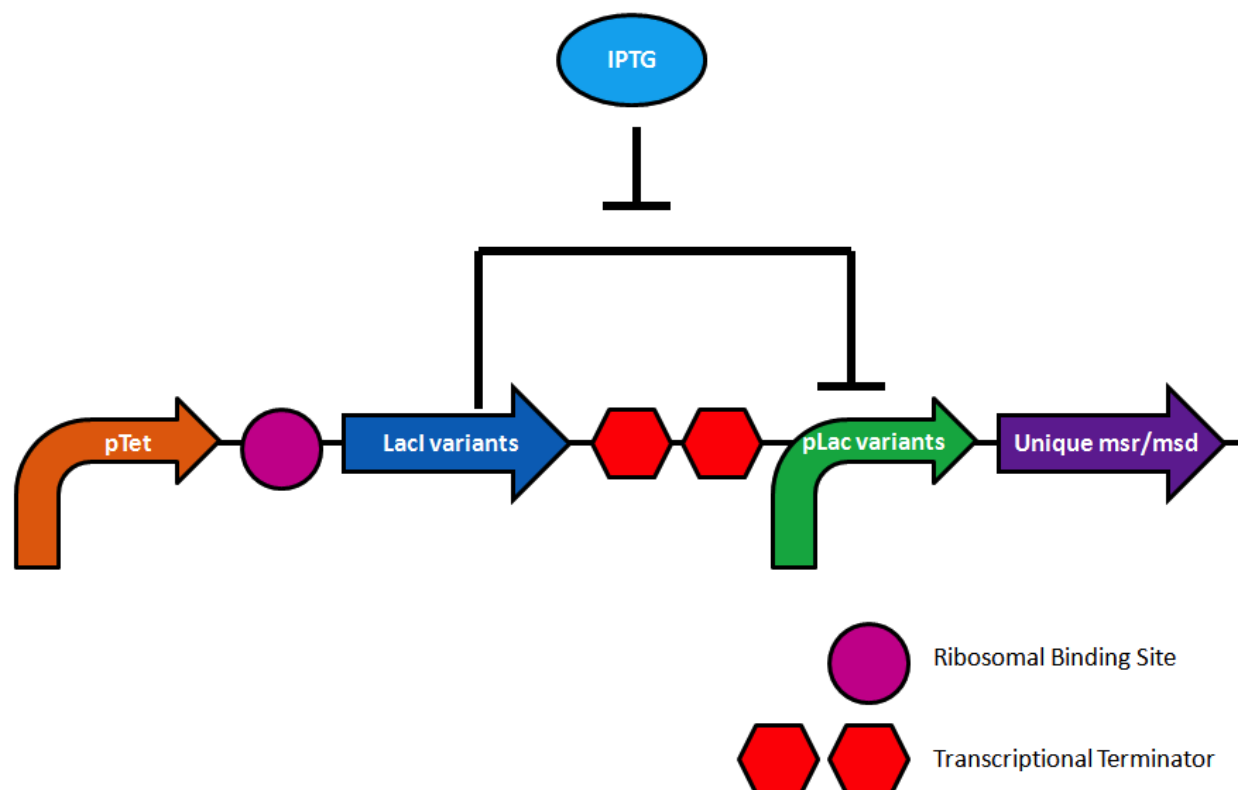 IPTG
pTet
LacI variants
pLac variants
Unique msr/msd
Ribosomal Binding Site
Transcriptional Terminator